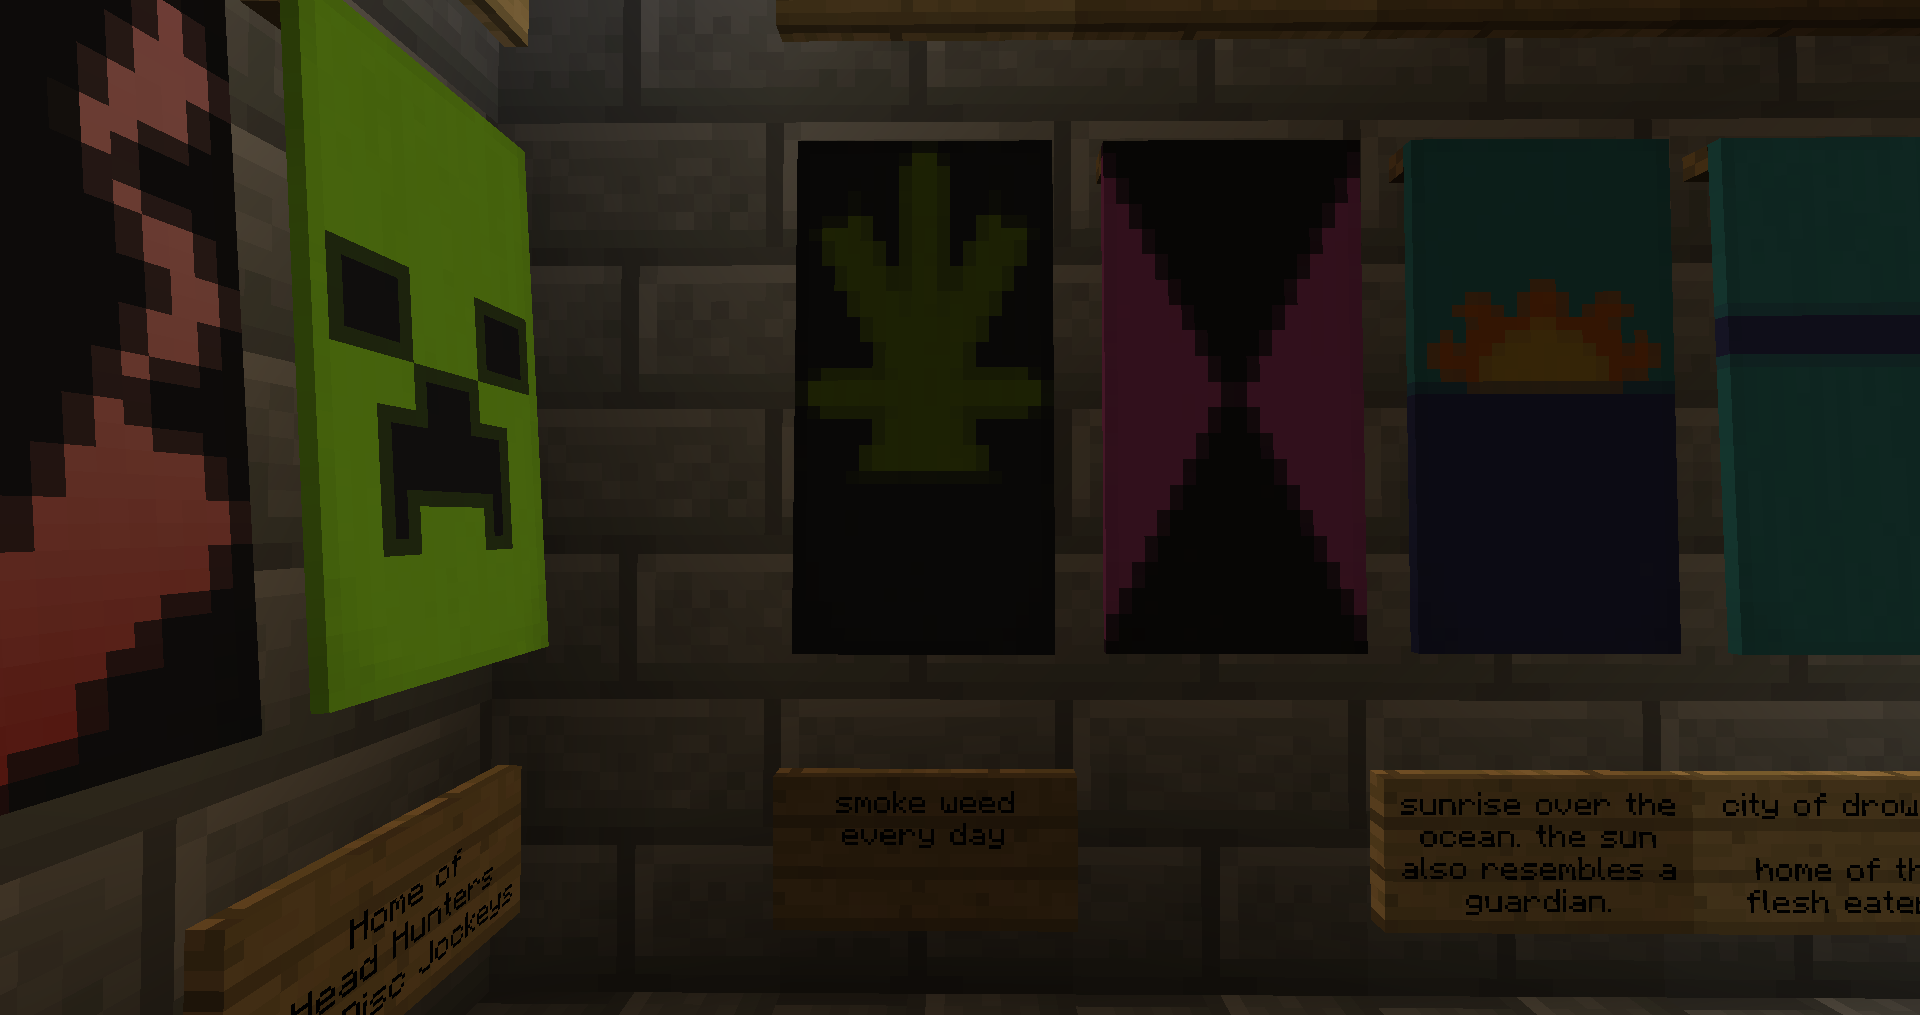 Home of
Head Hunters
Disc Jockeys
smoke weed
every day
sunrise over the
ocean. the sun
also resembles a
guardian.
city of
home of
flesh